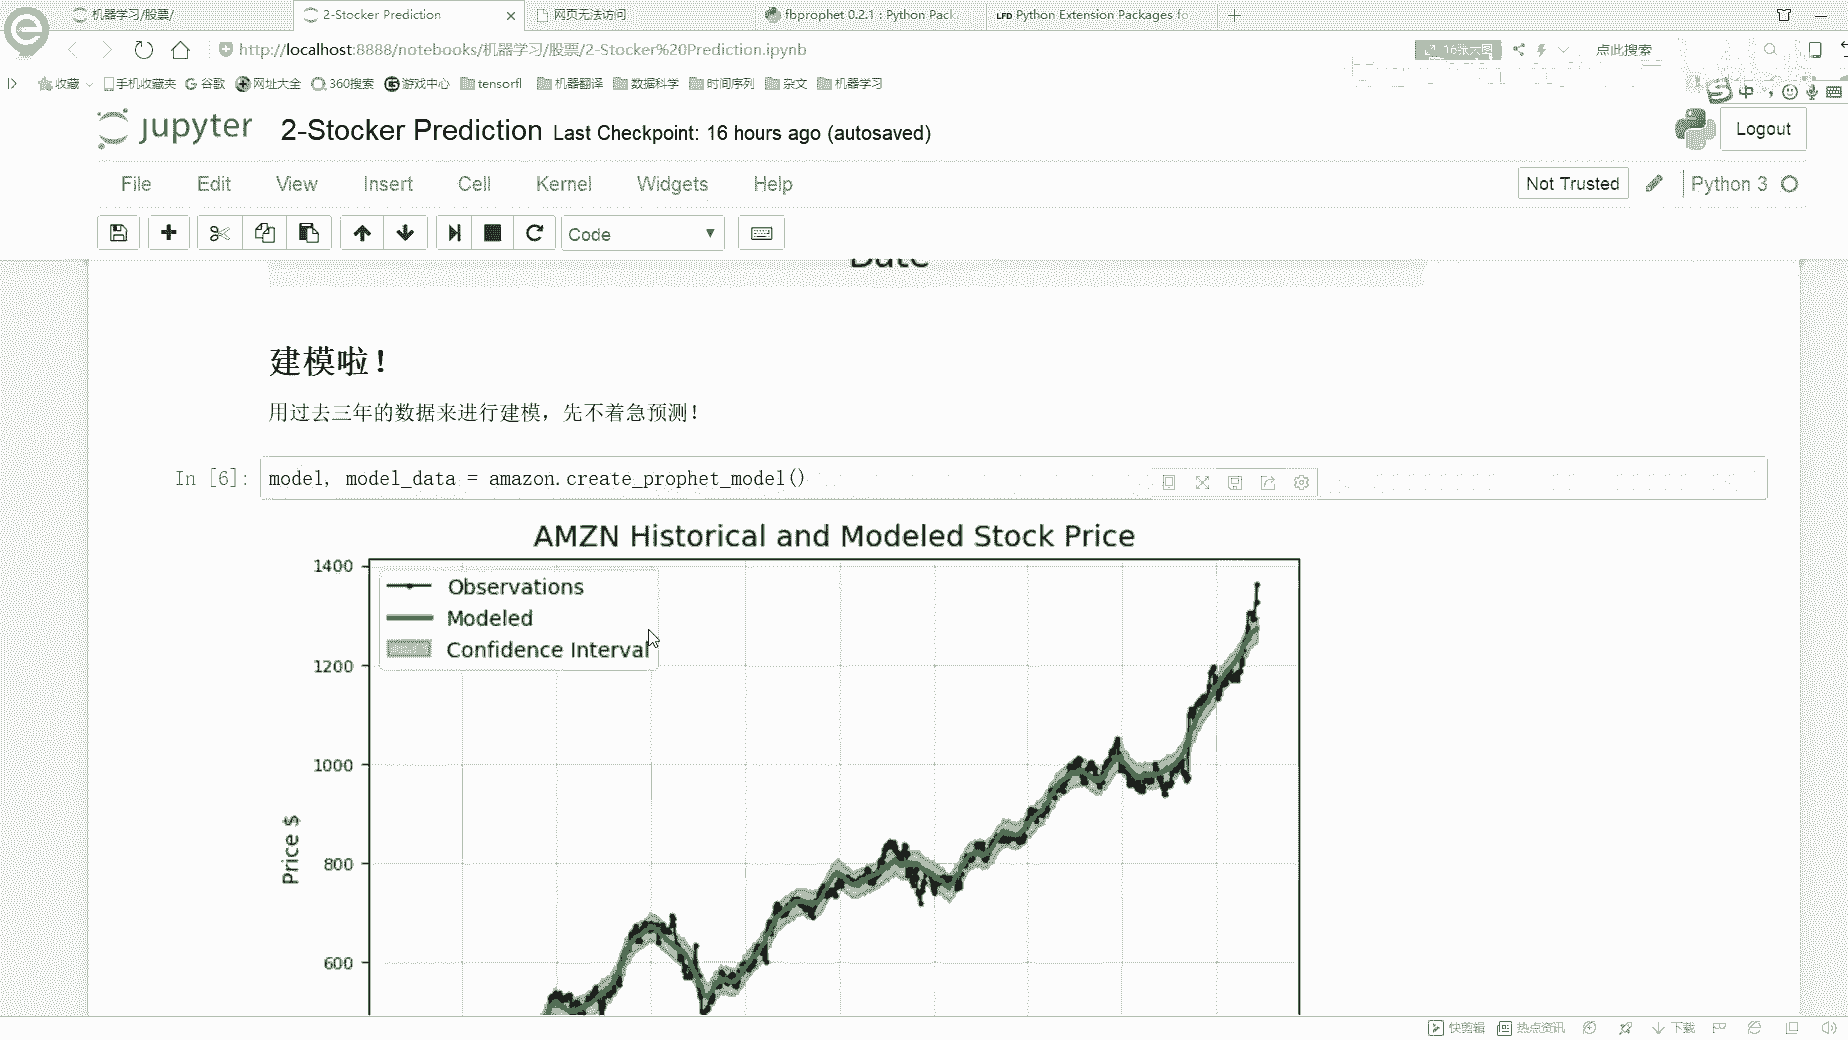 机器学习/股票/
2-Stocker Prediction
网页无法访问
fbprophet 0.2.1 : Python Pack
LFD Python Extension Packages fo
http://localhost:8888/notebooks/机器学习/股票/2-Stocker%20Prediction.ipynb
16张大图
点此搜索
收藏 手机收藏夹 谷歌 网址大全 360搜索 游戏中心 tensorfl 机器翻译 数据科学 时间序列 杂文 机器学习
中
jupyter 2-Stocker Prediction Last Checkpoint: 16 hours ago (autosaved)
Logout
File Edit View Insert Cell Kernel Widgets Help
Not Trusted
Python 3
Code
Date
建模啦！
用过去三年的数据来进行建模，先不着急预测！
In [6]: model, model_data = amazon.create_prophet_model()
AMZN Historical and Modeled Stock Price
Observations
Modeled
Confidence Interval
1400
1200
1000
800
600
Price $
快剪辑 热点资讯 下载